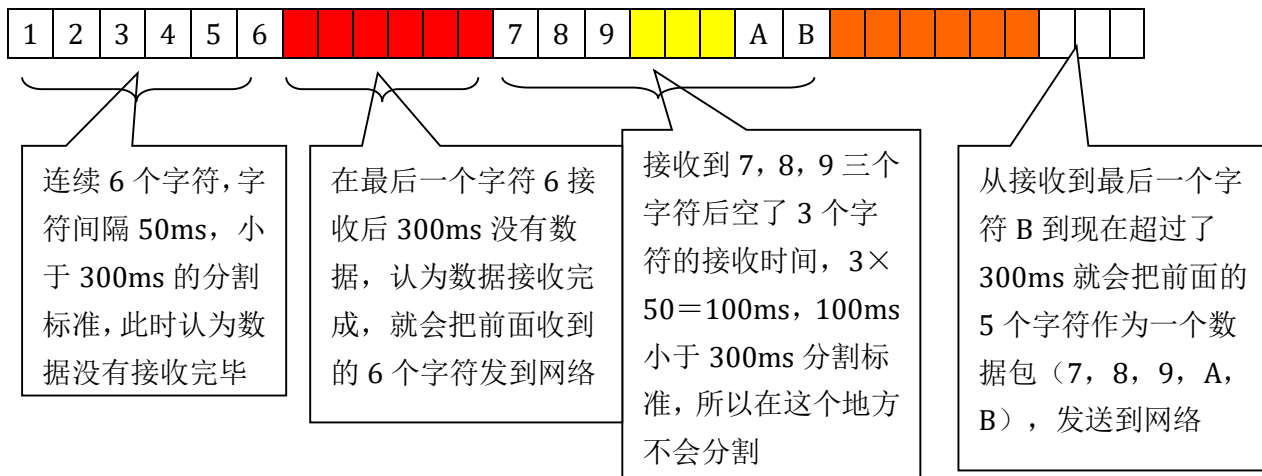 1 2 3 4 5 6 7 8 9 A B
连续 6 个字符，字
符间隔 50ms，小
于 300ms 的分割
标准，此时认为数
据没有接收完毕
在最后一个字符 6 接
收后 300ms 没有数
据，认为数据接收完
成，就会把前面收到
的 6 个字符发到网络
接收到 7，8，9 三个
字符后空了 3 个字
符的接收时间，3×
50＝100ms，100ms
小于 300ms 分割标
准，所以在这个地方
不会分割
从接收到最后一个字
符 B 到现在超过了
300ms 就会把前面的
5 个字符作为一个数
据包（7，8，9，A，
B），发送到网络